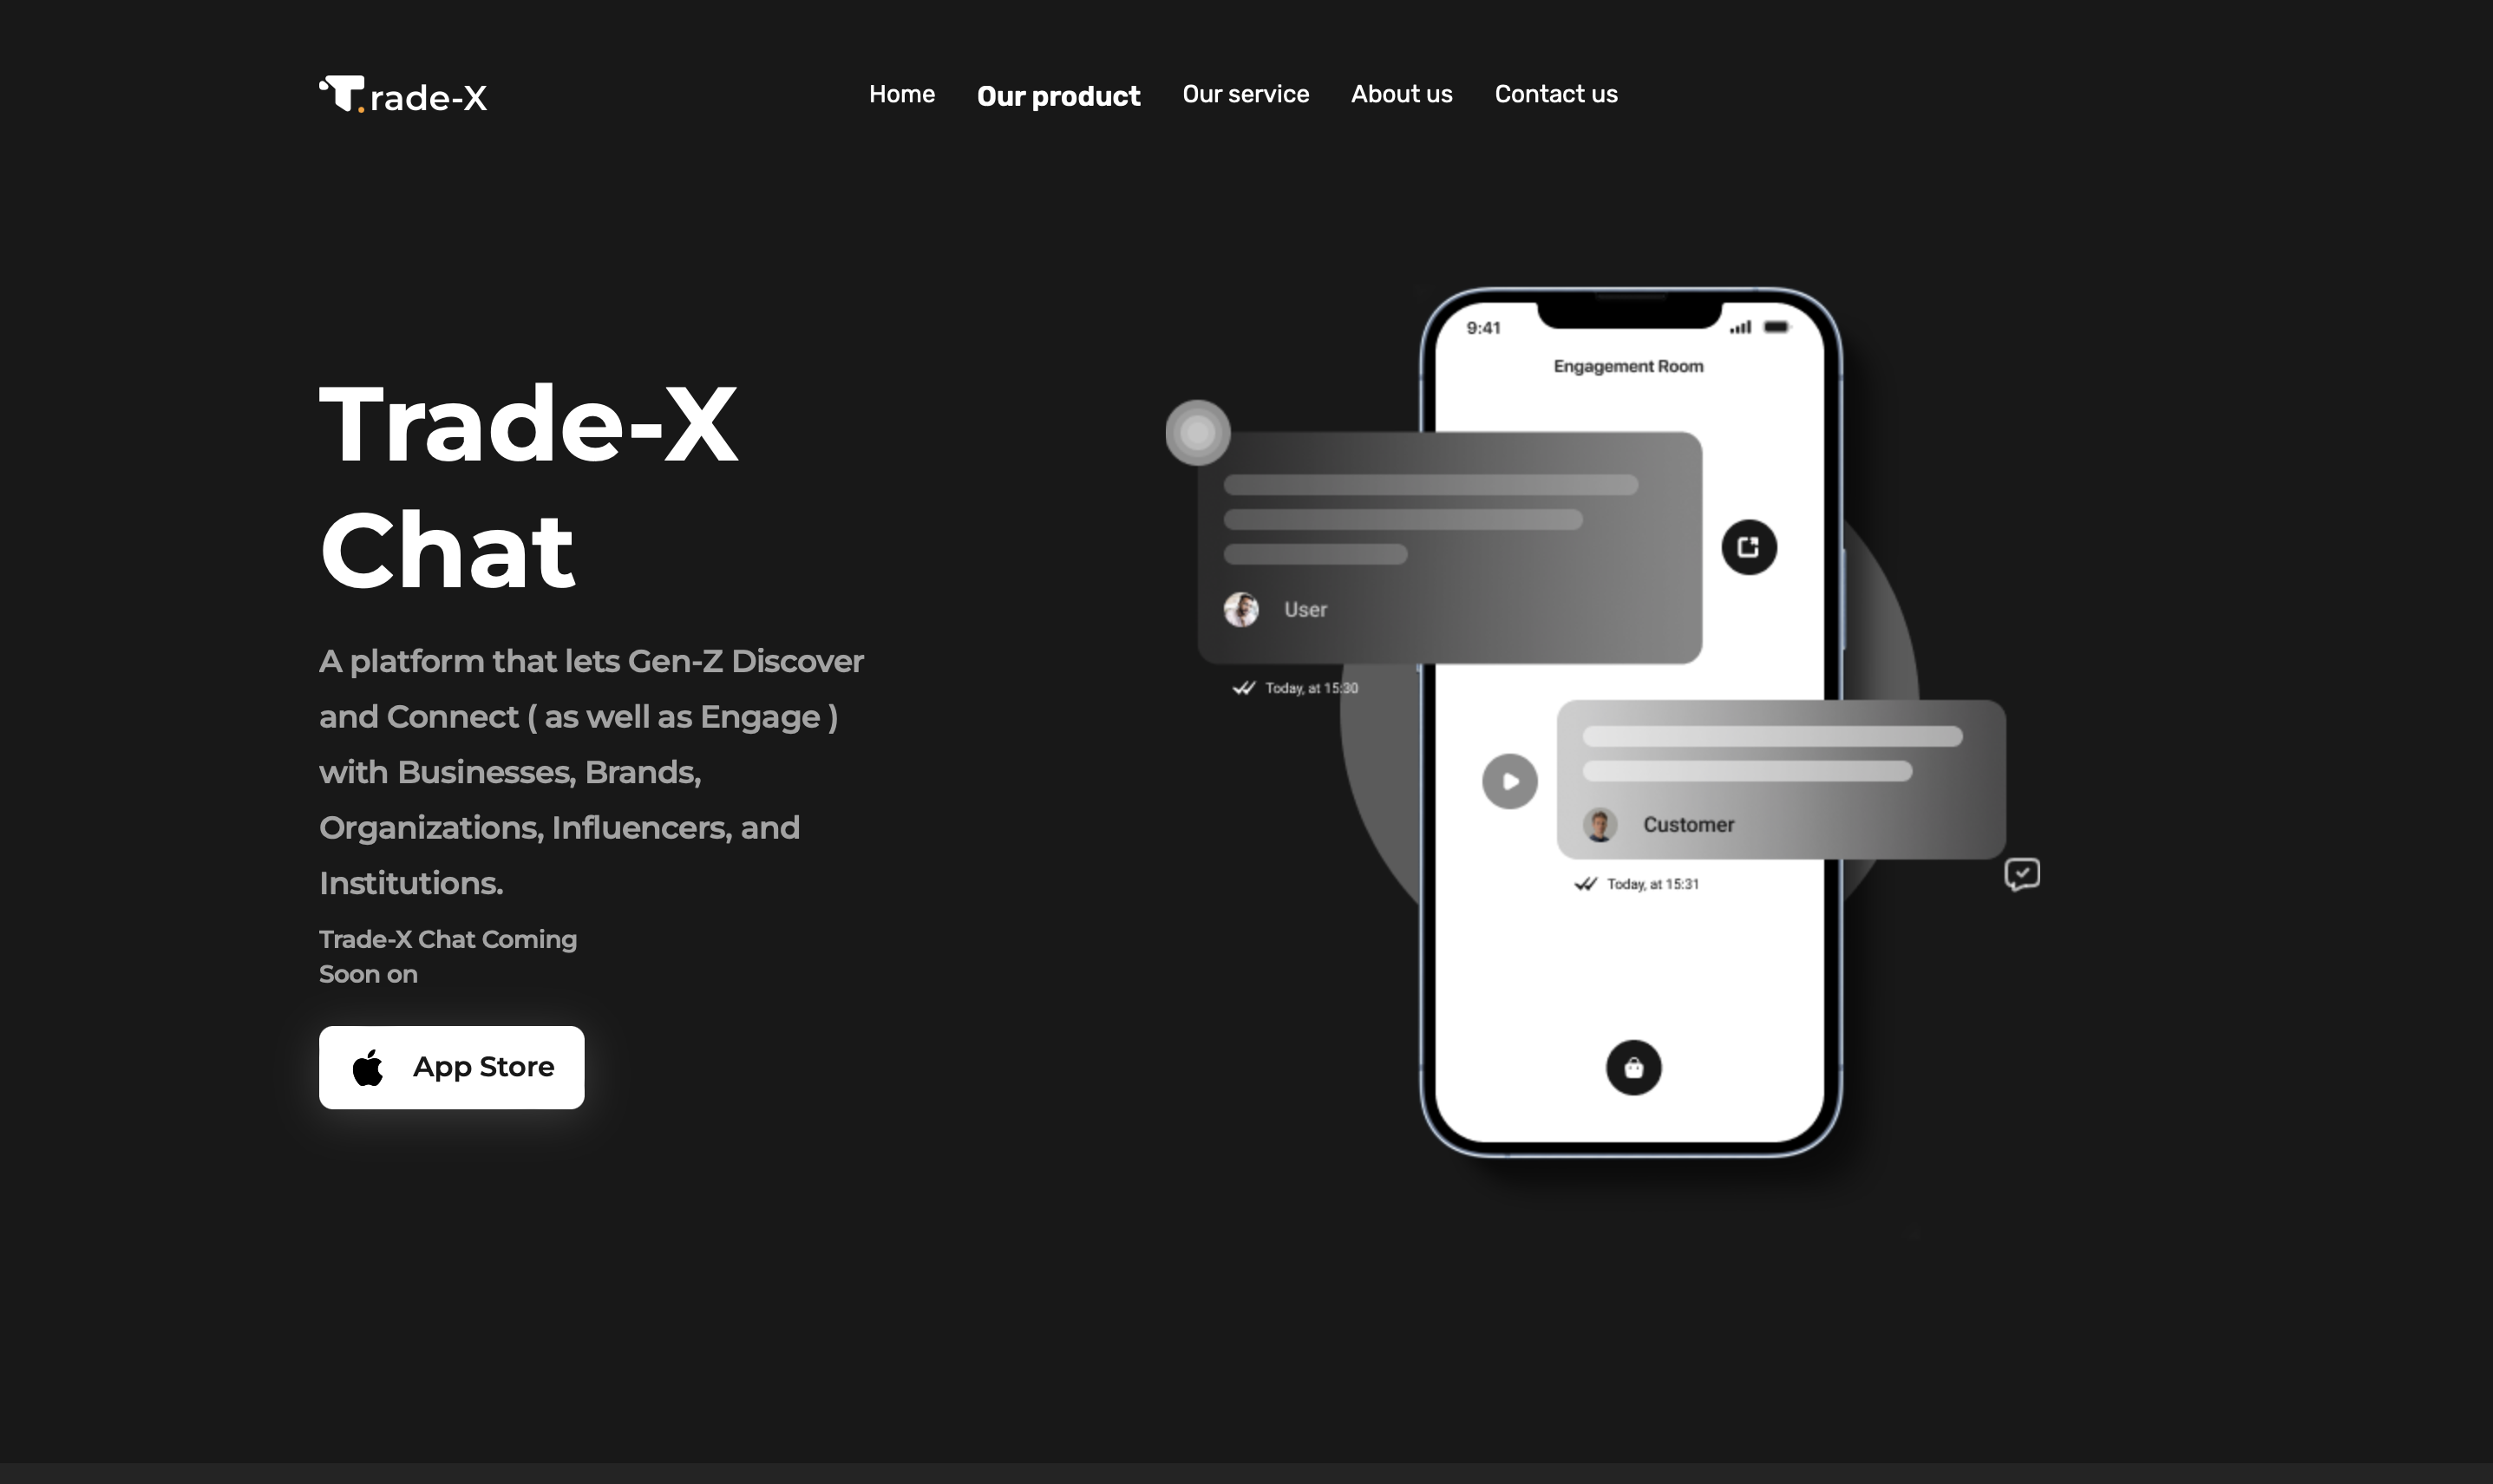 Trade-X
Home Our product Our service About us Contact us
Trade-X
Chat
A platform that lets Gen-Z Discover
and Connect ( as well as Engage )
with Businesses, Brands,
Organizations, Influencers, and
Institutions.
Trade-X Chat Coming
Soon on
App Store
9:41
Engagement Room
User
Today, at 15:30
Customer
Today, at 15:31